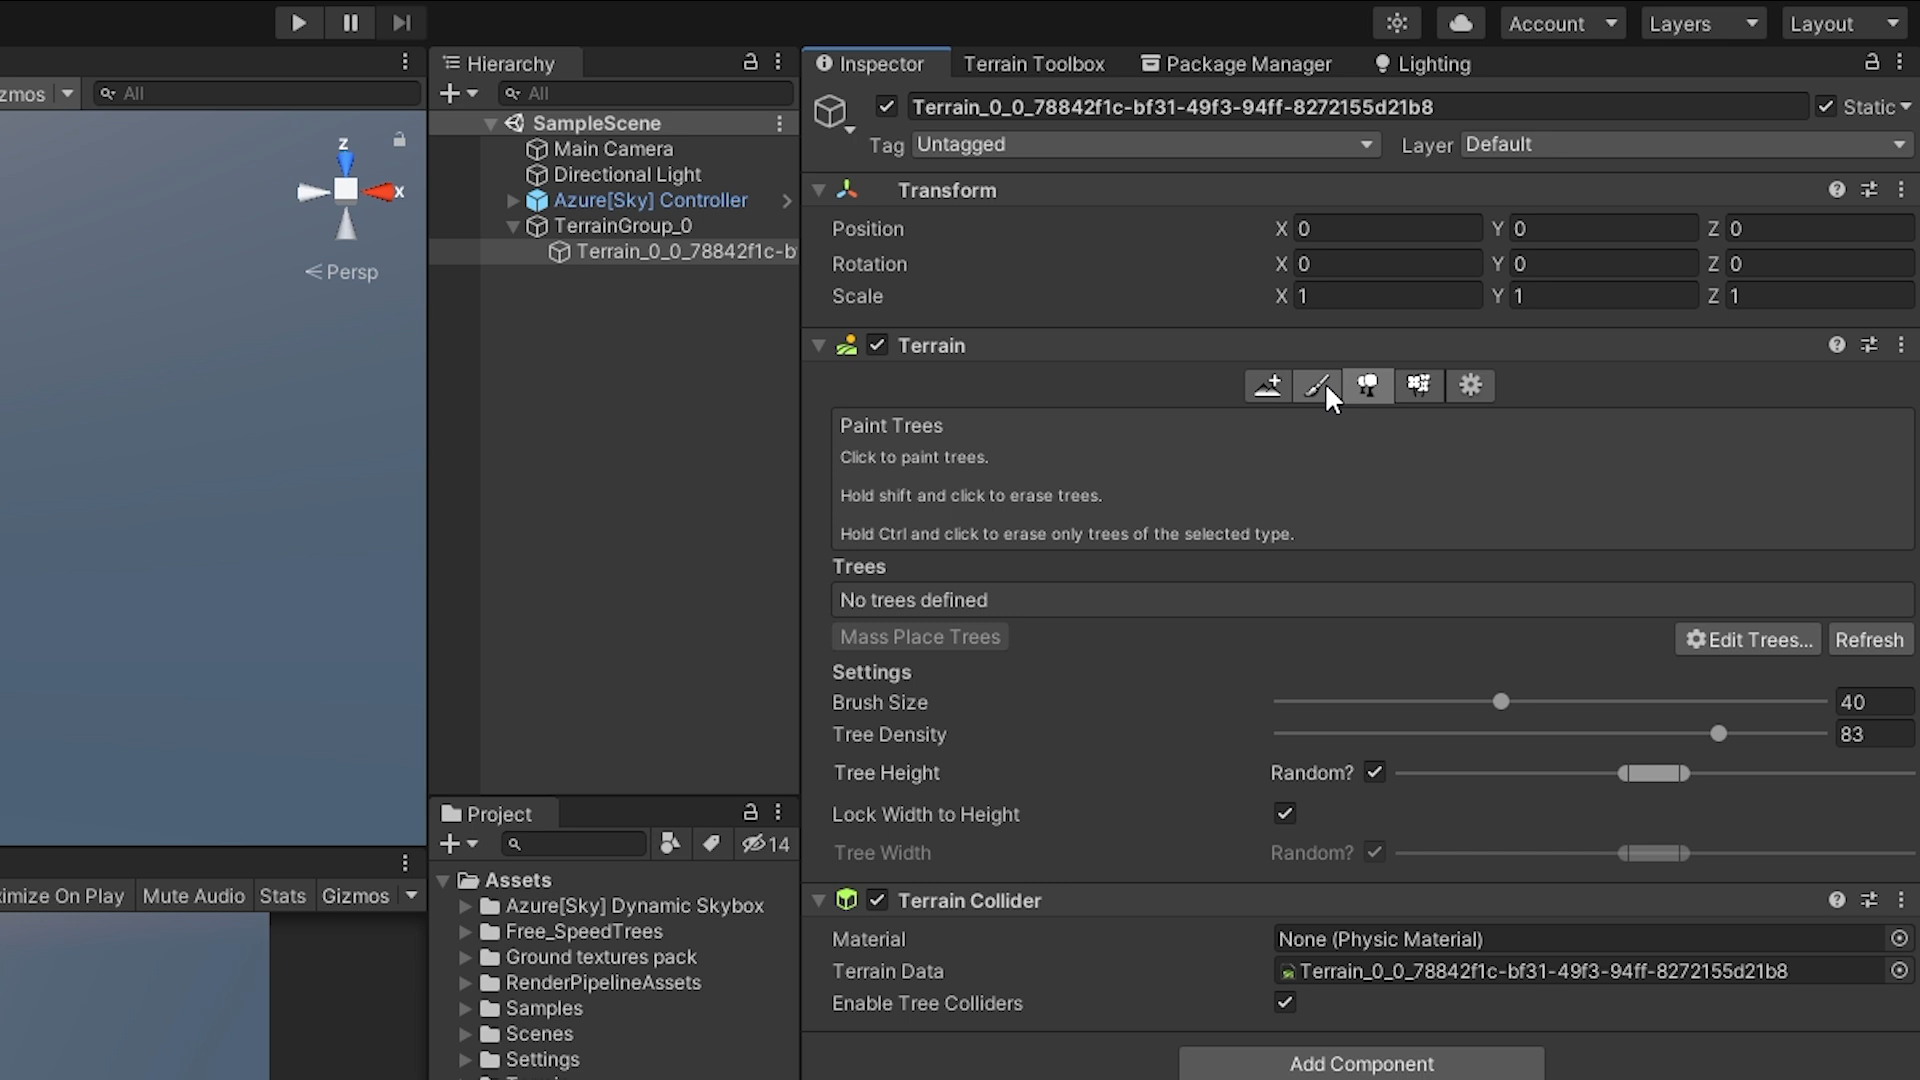 Account
Layers
Layout
zmos
All
z
x
Persp
Hierarchy
All
SampleScene
Main Camera
Directional Light
Azure[Sky] Controller
TerrainGroup_0
Terrain_0_0_78842f1c-b
Inspector
Terrain Toolbox
Package Manager
Lighting
Terrain_0_0_78842f1c-bf31-49f3-94ff-8272155d21b8
Static
Tag Untagged
Layer Default
Transform
Position X 0 Y 0 Z 0
Rotation X 0 Y 0 Z 0
Scale X 1 Y 1 Z 1
Terrain
Paint Trees
Click to paint trees.
Hold shift and click to erase trees.
Hold Ctrl and click to erase only trees of the selected type.
Trees
No trees defined
Mass Place Trees
Edit Trees...
Refresh
Settings
Brush Size 40
Tree Density 83
Tree Height Random?
Lock Width to Height
Tree Width Random?
Terrain Collider
Material None (Physic Material)
Terrain Data Terrain_0_0_78842f1c-bf31-49f3-94ff-8272155d21b8
Enable Tree Colliders
Add Component
Project
14
Assets
Azure[Sky] Dynamic Skybox
Free_SpeedTrees
Ground textures pack
RenderPipelineAssets
Samples
Scenes
Settings
ximize On Play
Mute Audio
Stats
Gizmos